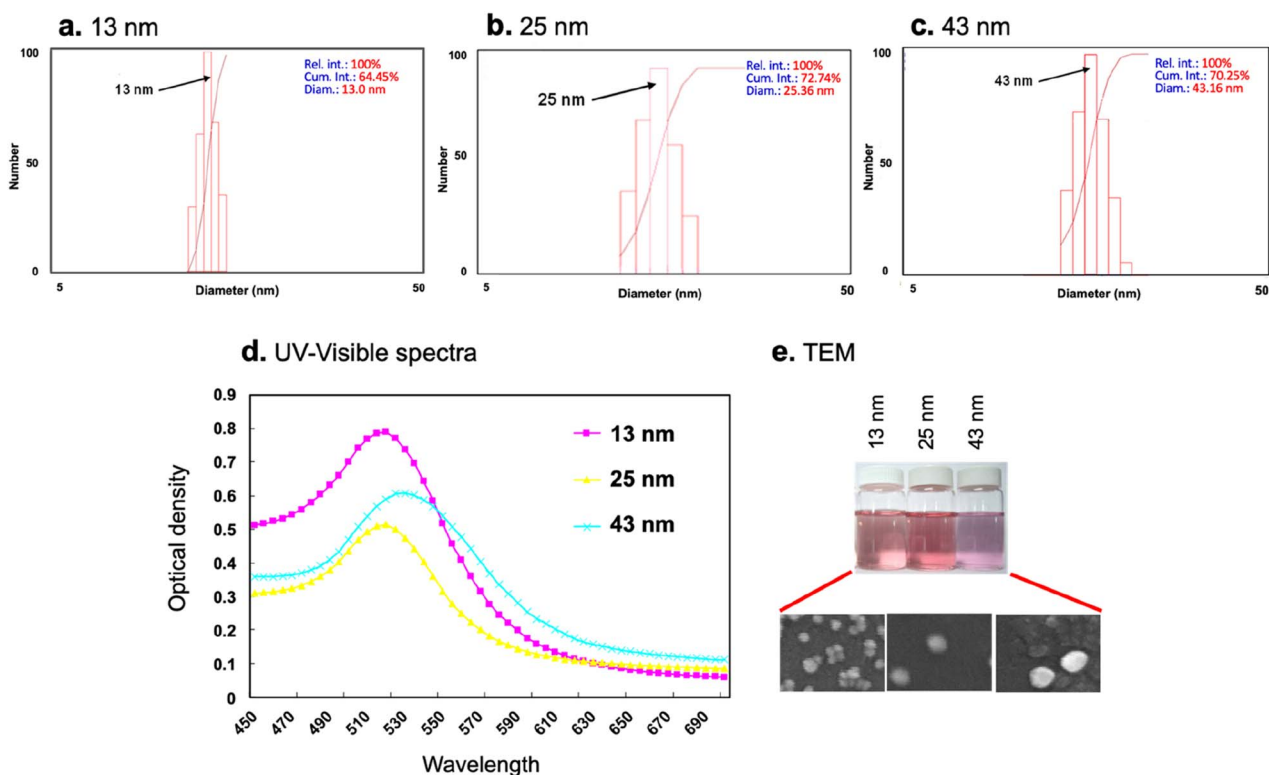 a. 13 nm
100
50
0
Number
13 nm
Rel. int.: 100%
Cum. Int.: 64.45%
Diam.: 13.0 nm
5
Diameter (nm)
50
b. 25 nm
100
50
0
Number
25 nm
Rel. int.: 100%
Cum. Int.: 72.74%
Diam.: 25.36 nm
5
Diameter (nm)
50
c. 43 nm
100
50
0
Number
43 nm
Rel. int.: 100%
Cum. Int.: 70.25%
Diam.: 43.16 nm
5
Diameter (nm)
50
d. UV-Visible spectra
0.9
0.8
0.7
0.6
0.5
0.4
0.3
0.2
0.1
0
Optical density
13 nm
25 nm
43 nm
450
470
490
510
530
550
570
590
610
630
650
670
690
Wavelength
e. TEM
13 nm
25 nm
43 nm